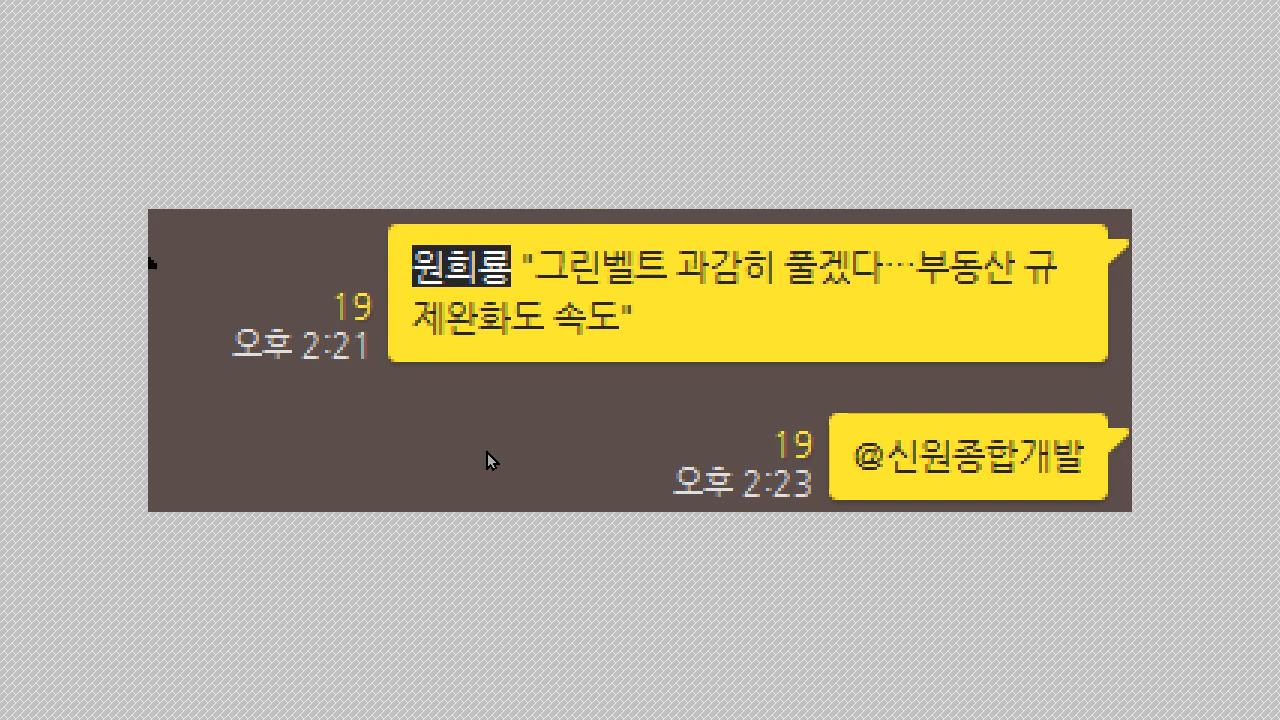 원희룡 "그린벨트 과감히 풀겠다…부동산 규
제완화도 속도"
19
오후 2:21
@신원종합개발
19
오후 2:23